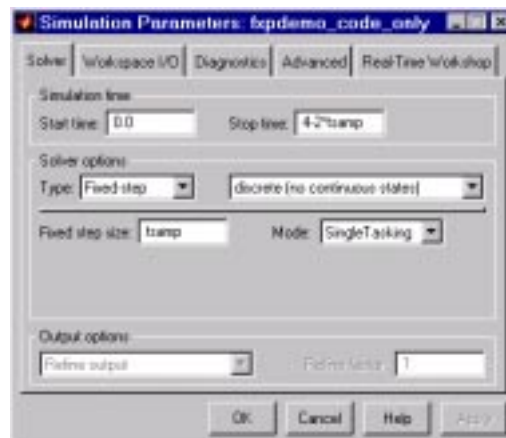 Simulation Parameters: fxpdemo_code_only
Solver Workspace I/O Diagnostics Advanced Real-Time Workshop
Simulation time
Start time: 0.0 Stop time: 4-2*tsamp
Solver options
Type: Fixed-step discrete (no continuous states)
Fixed step size: tsamp Mode: SingleTasking
Output options
Refine output Refine factor: 1
OK Cancel Help Apply